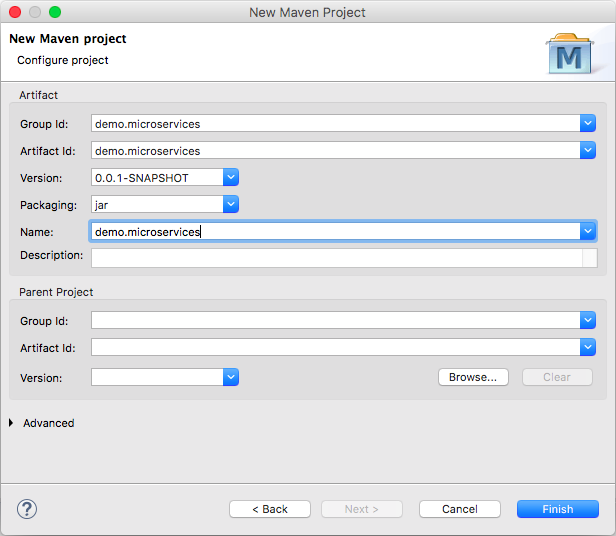 New Maven Project
New Maven project
Configure project
M
Artifact
Group Id: demo.microservices
Artifact Id: demo.microservices
Version: 0.0.1-SNAPSHOT
Packaging: jar
Name: demo.microservices
Description:
Parent Project
Group Id:
Artifact Id:
Version: Browse... Clear
Advanced
? < Back Next > Cancel Finish